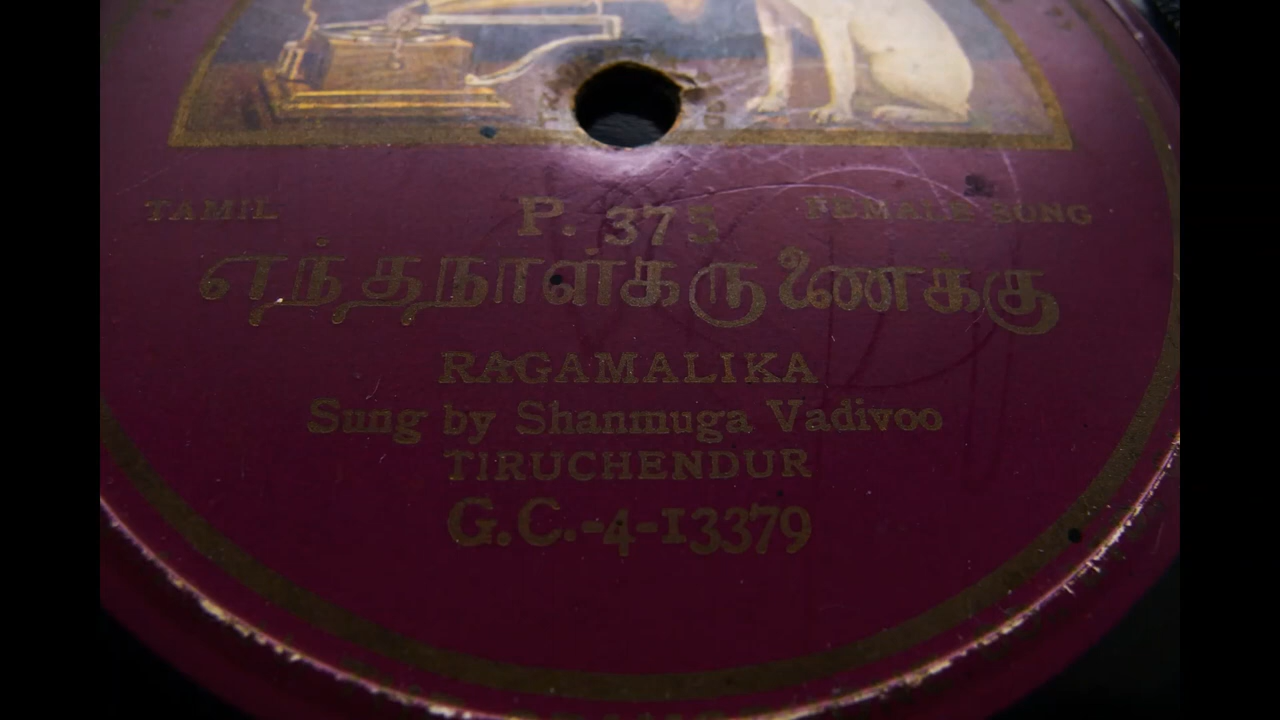 TAMIL P. 375 FEMALE SONG
எந்தநாள்கருணைக்கு
RAGAMALIKA
Sung by Shanmuga Vadivoo
TIRUCHENDUR
G.C.-4-13379